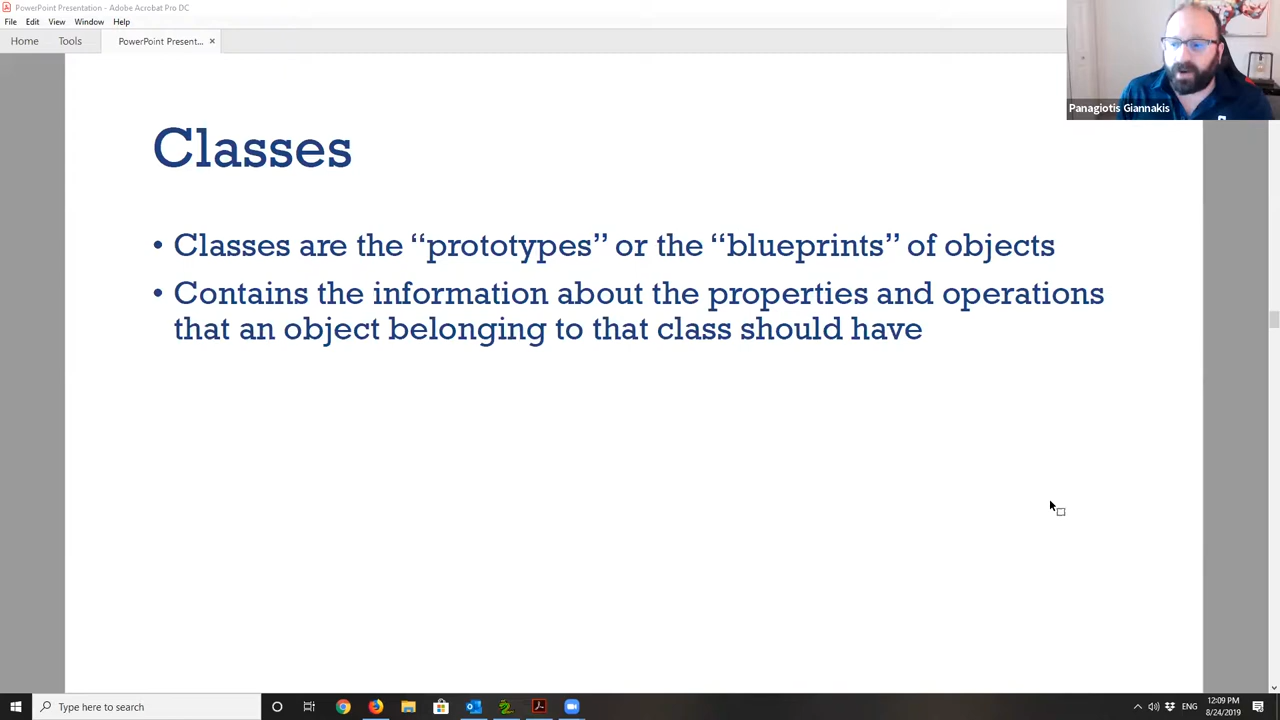 PowerPoint Presentation - Adobe Acrobat Pro DC
File Edit View Window Help
Home Tools PowerPoint Present... ×
Panagiotis Giannakis
Classes
• Classes are the “prototypes” or the “blueprints” of objects
• Contains the information about the properties and operations
that an object belonging to that class should have
Type here to search
ENG
12:09 PM
8/24/2019